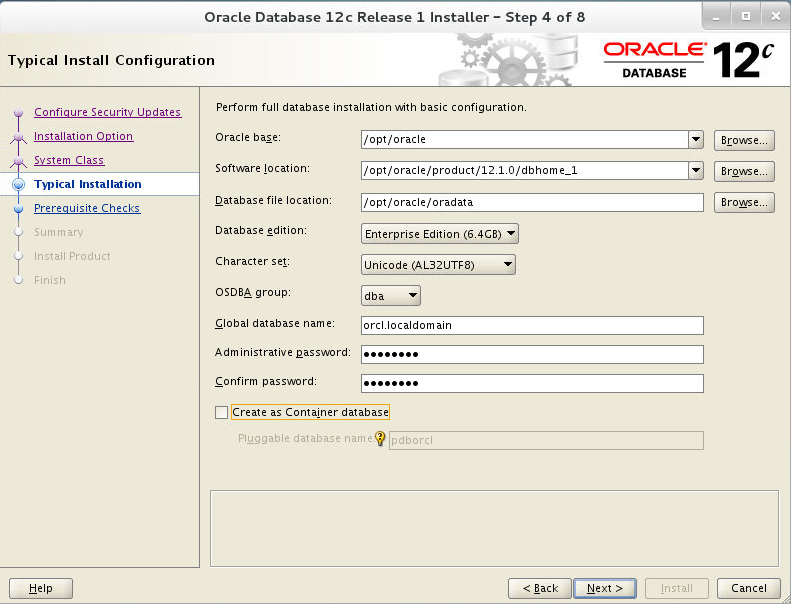 Oracle Database 12c Release 1 Installer - Step 4 of 8
Typical Install Configuration
ORACLE
DATABASE
12c
Configure Security Updates
Installation Option
System Class
Typical Installation
Prerequisite Checks
Summary
Install Product
Finish
Perform full database installation with basic configuration.
Oracle base: /opt/oracle Browse...
Software location: /opt/oracle/product/12.1.0/dbhome_1 Browse...
Database file location: /opt/oracle/oradata Browse...
Database edition: Enterprise Edition (6.4GB)
Character set: Unicode (AL32UTF8)
OSDBA group: dba
Global database name: orcl.localdomain
Administrative password: ••••••••
Confirm password: ••••••••
Create as Container database
Pluggable database name: pdborcl
Help < Back Next > Install Cancel